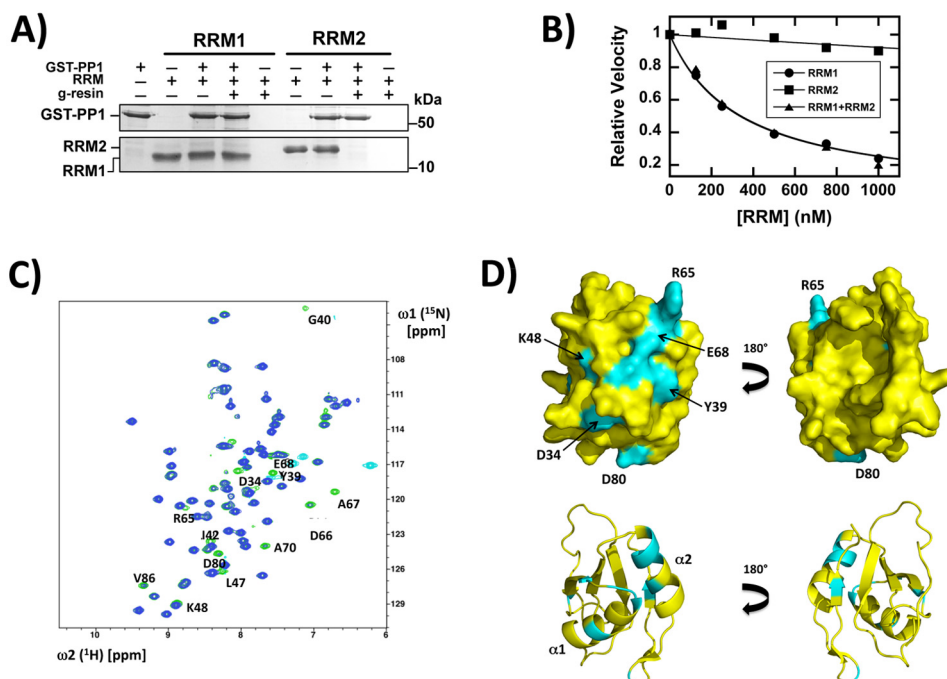 A)
RRM1 RRM2
GST-PP1 + – + + – – + + –
RRM – + + + + + + + +
g-resin – – – + + – – + +
kDa
GST-PP1
–50
RRM2
RRM1
–10
B)
Relative Velocity
1
0.8
0.6
0.4
0.2
0 200 400 600 800 1000
[RRM] (nM)
RRM1
RRM2
RRM1+RRM2
C)
ω1 (¹⁵N)
[ppm]
G40
108
111
114
117
120
123
126
129
E68
D34 Y39
A67
R65
D66
I42
A70
D80
L47
V86
K48
10 9 8 7 6
ω2 (¹H) [ppm]
D)
R65
K48
E68
Y39
D34
D80
180°
R65
D80
α2
α1
180°